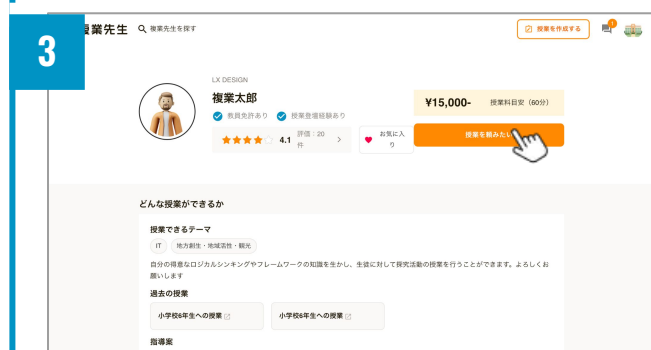 3
複業先生
複業先生を探す
授業を作成する
LX DESIGN
複業太郎
教員免許あり 授業登壇経験あり
4.1 評価：20件
お気に入り
¥15,000- 授業料目安（60分）
授業を頼みたい
どんな授業ができるか
授業できるテーマ
IT 地方創生・地域活性・観光
自分の得意なロジカルシンキングやフレームワークの知識を生かし、生徒に対して探究活動の授業を行うことができます。よろしくお
願いします
過去の授業
小学校6年生への授業 小学校6年生への授業
指導案